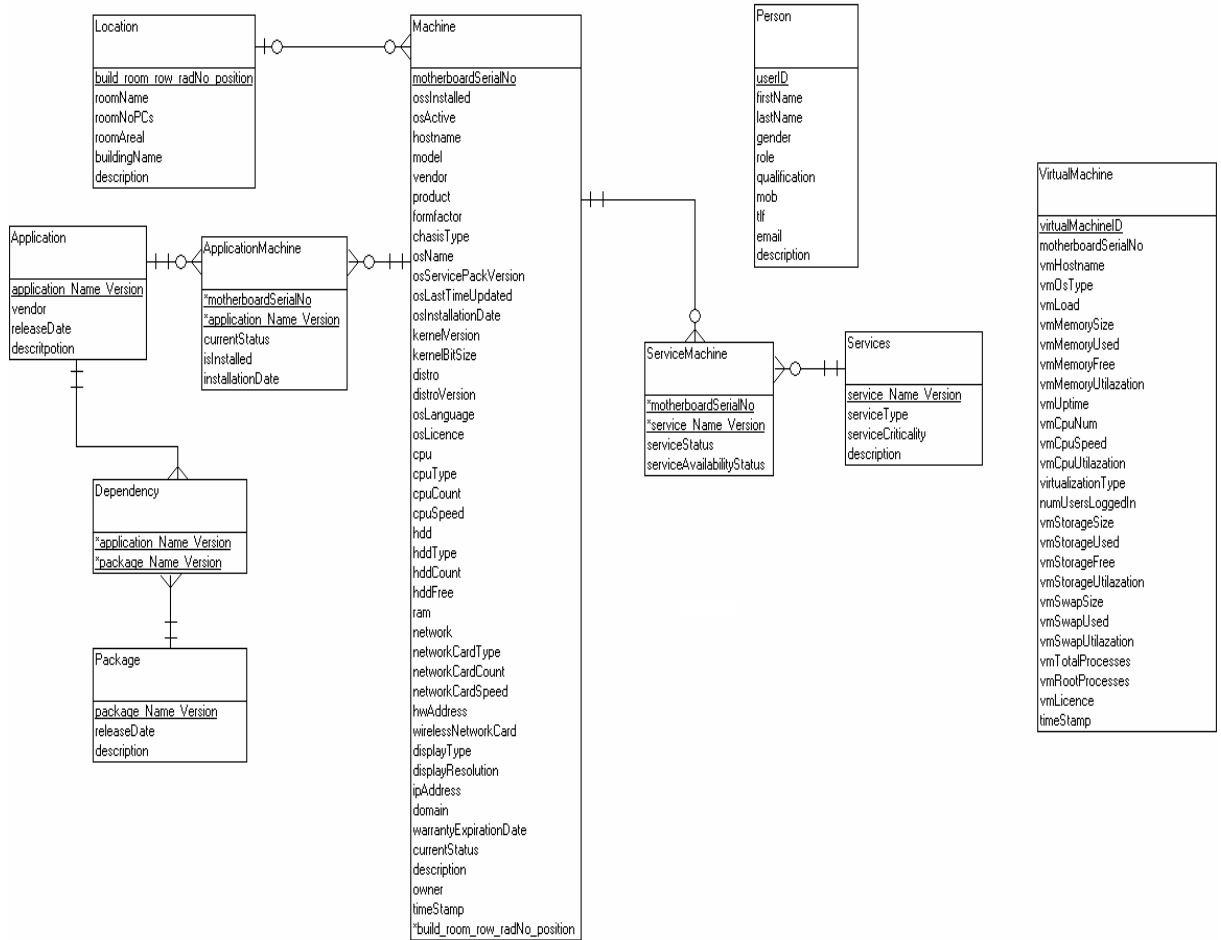 Location
build_room_row_radNo_position
roomName
roomNoPCs
roomAreal
buildingName
description
Machine
motherboardSerialNo
ossInstalled
osActive
hostname
model
vendor
product
formfactor
chasisType
osName
osServicePackVersion
osLastTimeUpdated
osInstallationDate
kernelVersion
kernelBitSize
distro
distroVersion
osLanguage
osLicence
cpu
cpuType
cpuCount
cpuSpeed
hdd
hddType
hddCount
hddFree
ram
network
networkCardType
networkCardCount
networkCardSpeed
hwAddress
wirelessNetworkCard
displayType
displayResolution
ipAddress
domain
warrantyExpirationDate
currentStatus
description
owner
timeStamp
*build_room_row_radNo_position
Person
userID
firstName
lastName
gender
role
qualification
mob
tlf
email
description
VirtualMachine
virtualMachineID
motherboardSerialNo
vmHostname
vmOsType
vmLoad
vmMemorySize
vmMemoryUsed
vmMemoryFree
vmMemoryUtilazation
vmUptime
vmCpuNum
vmCpuSpeed
vmCpuUtilazation
virtualizationType
numUsersLoggedIn
vmStorageSize
vmStorageUsed
vmStorageFree
vmStorageUtilazation
vmSwapSize
vmSwapUsed
vmSwapUtilazation
vmTotalProcesses
vmRootProcesses
vmLicence
timeStamp
Application
application_Name_Version
vendor
releaseDate
descritpotion
ApplicationMachine
*motherboardSerialNo
*application_Name_Version
currentStatus
isInstalled
installationDate
ServiceMachine
*motherboardSerialNo
*service_Name_Version
serviceStatus
serviceAvailabilityStatus
Services
service_Name_Version
serviceType
serviceCriticality
description
Dependency
*application_Name_Version
*package_Name_Version
Package
package_Name_Version
releaseDate
description